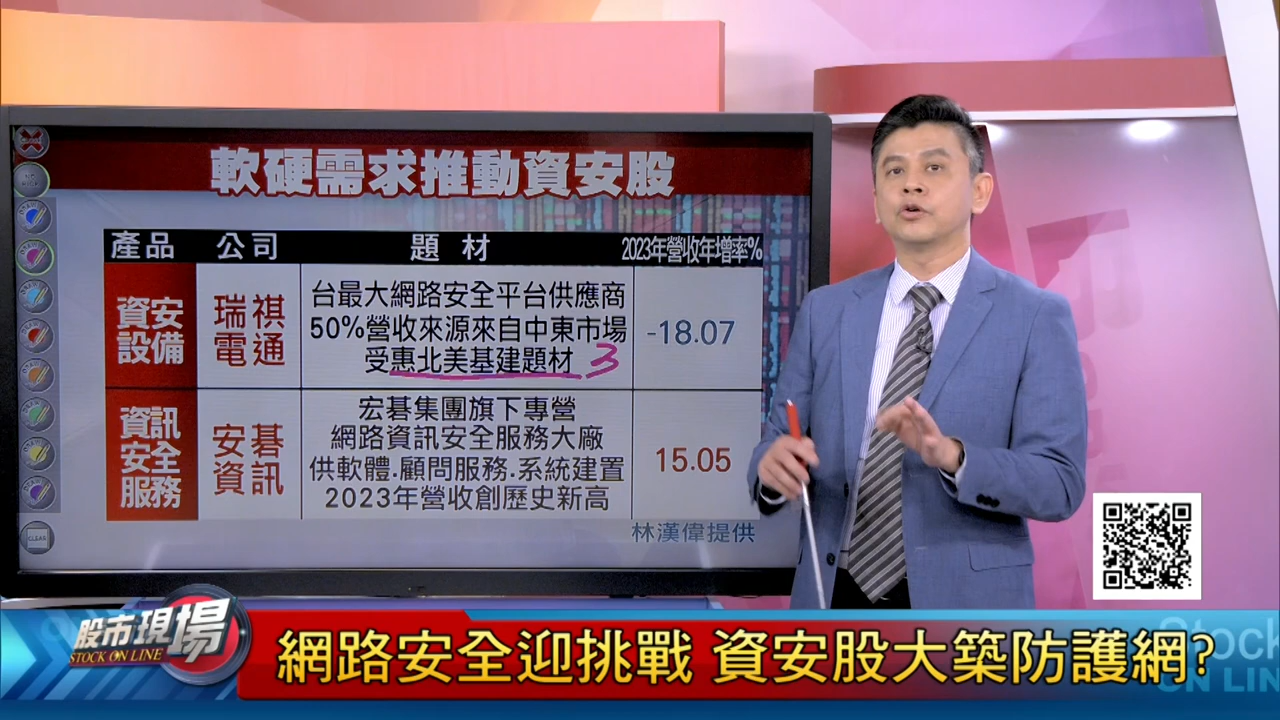 軟硬需求推動資安股
產品 公司 題材 2023年營收年增率%
資安設備 瑞祺電通 台最大網路安全平台供應商
50%營收來源來自中東市場
受惠北美基建題材 3
-18.07
資訊安全服務 安碁資訊 宏碁集團旗下專營
網路資訊安全服務大廠
供軟體.顧問服務.系統建置
2023年營收創歷史新高
15.05
林漢偉提供
CLEAR
股市現場
STOCK ON LINE
網路安全迎挑戰 資安股大築防護網?
Stock
ON LINE